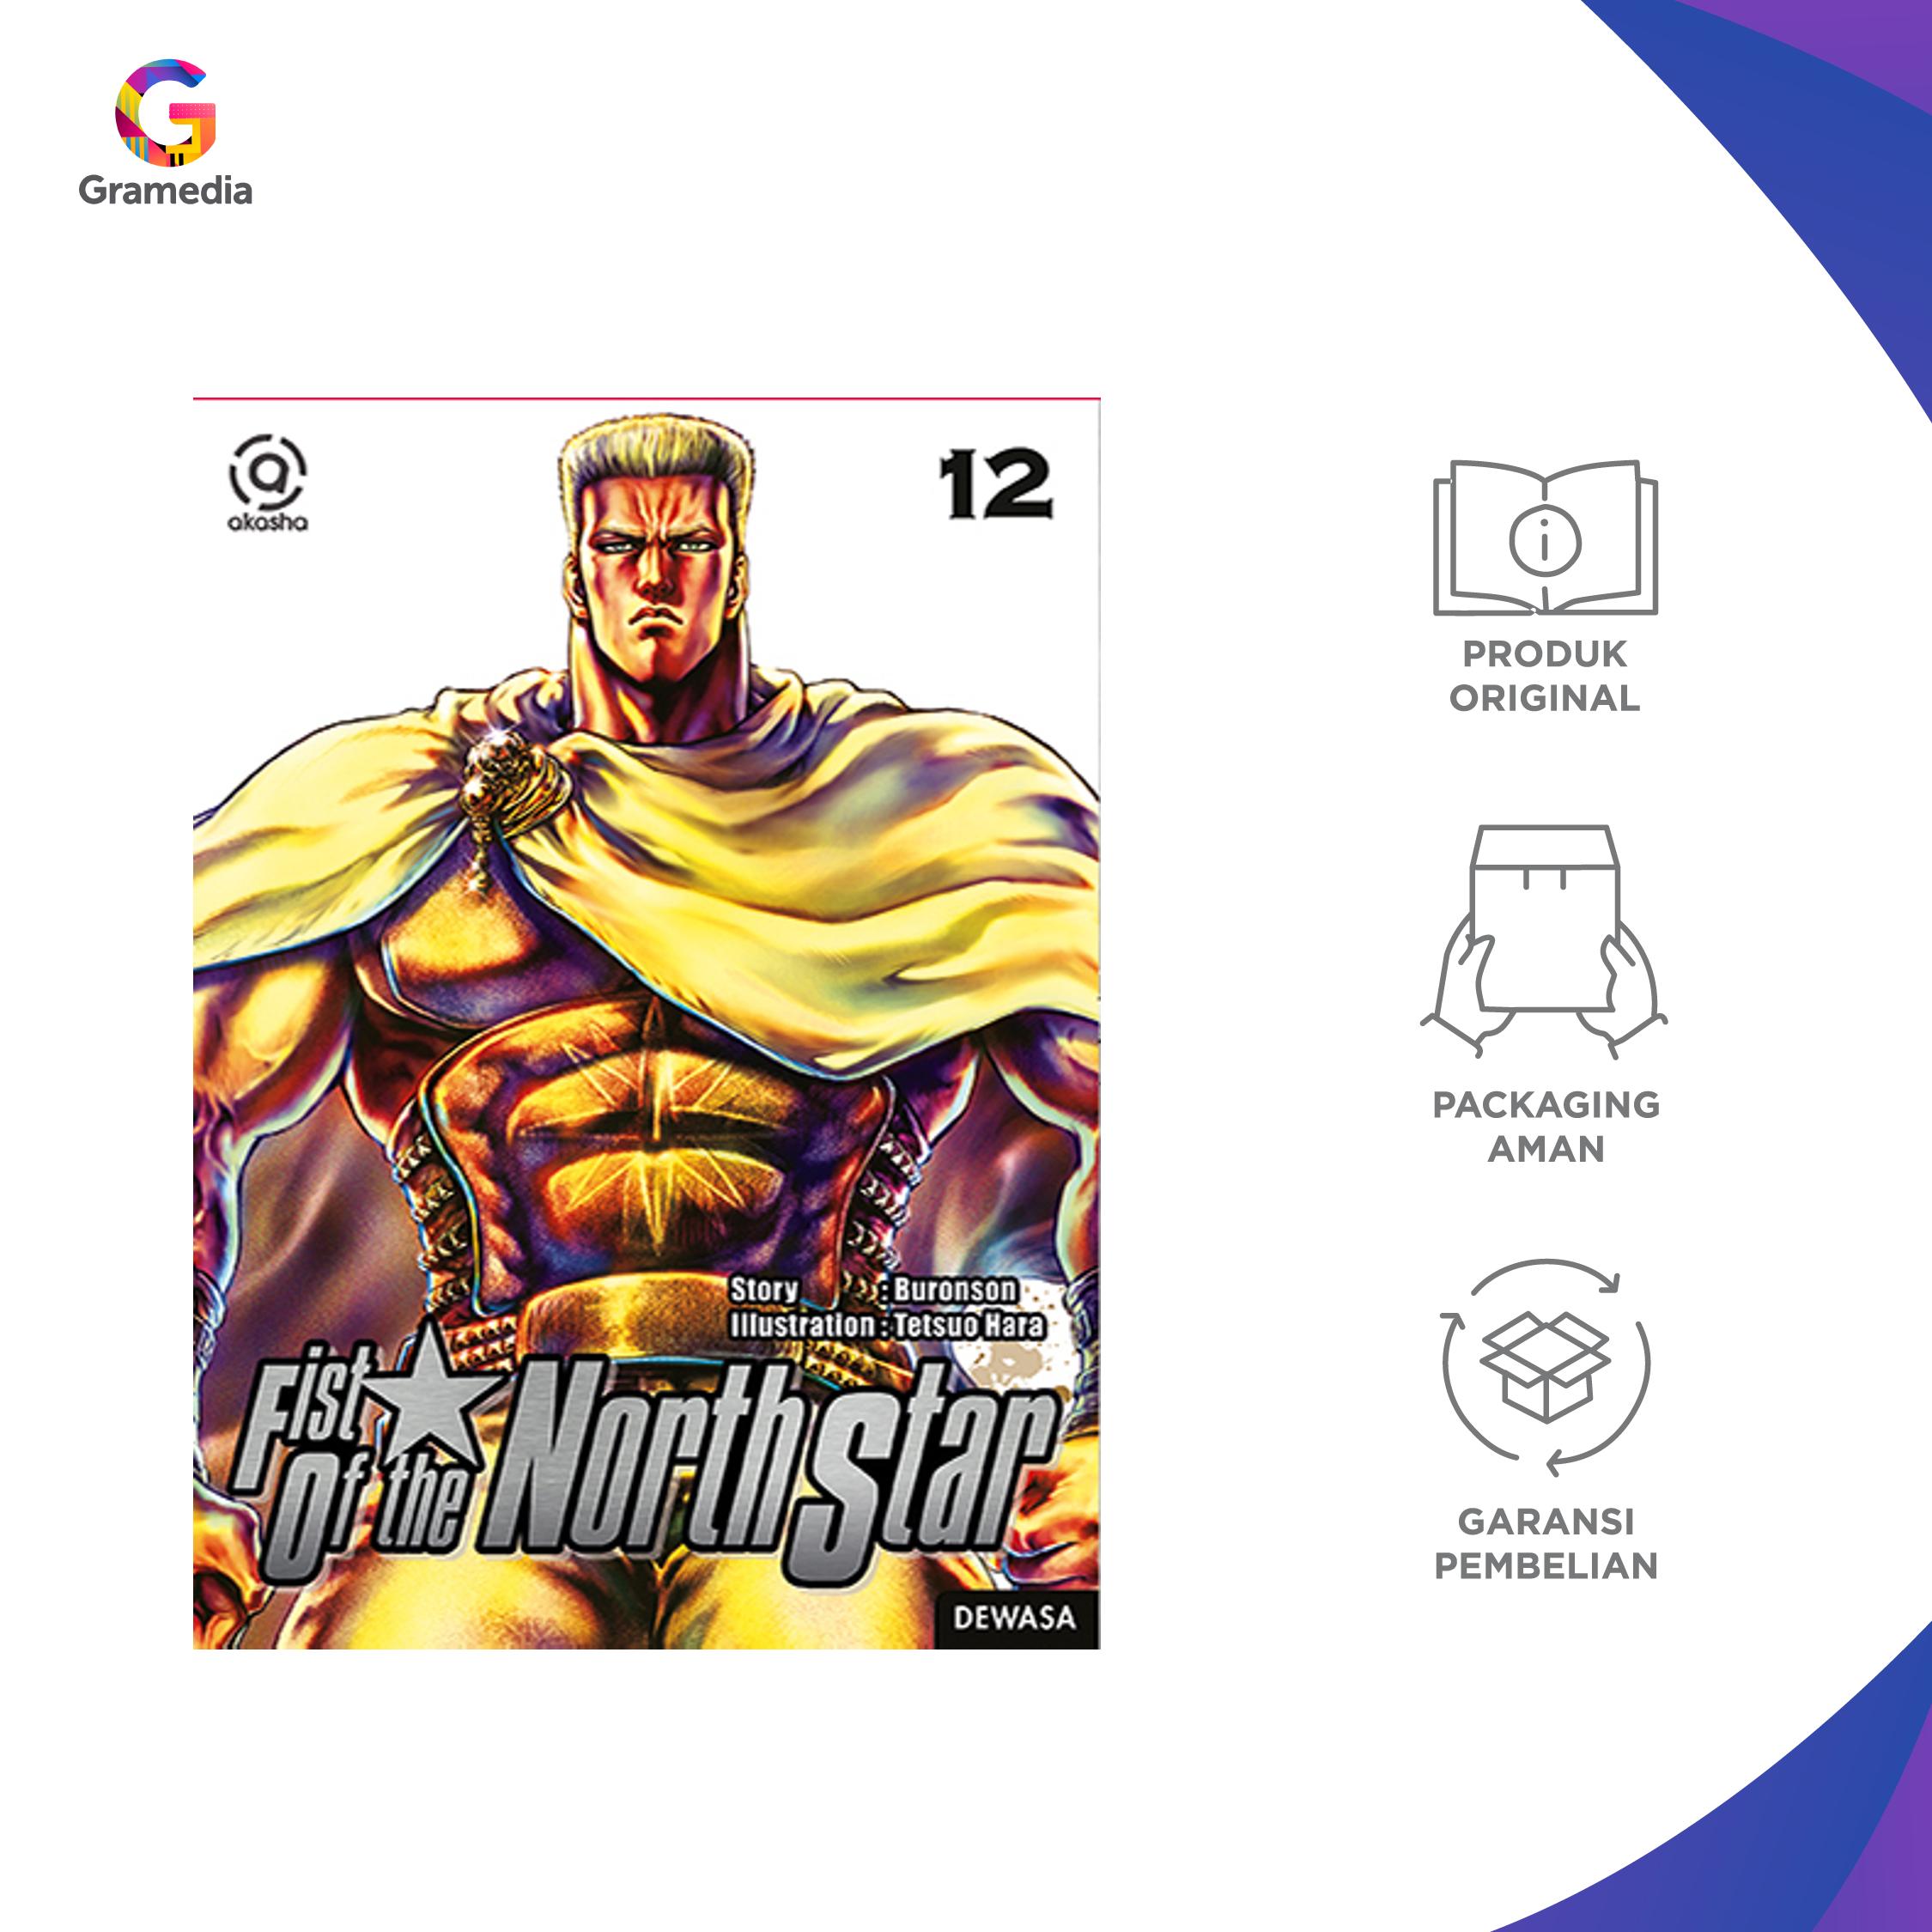 Gramedia
akasha
12
Story : Buronson
Illustration : Tetsuo Hara
Fist
Of the North Star
DEWASA
PRODUK
ORIGINAL
PACKAGING
AMAN
GARANSI
PEMBELIAN